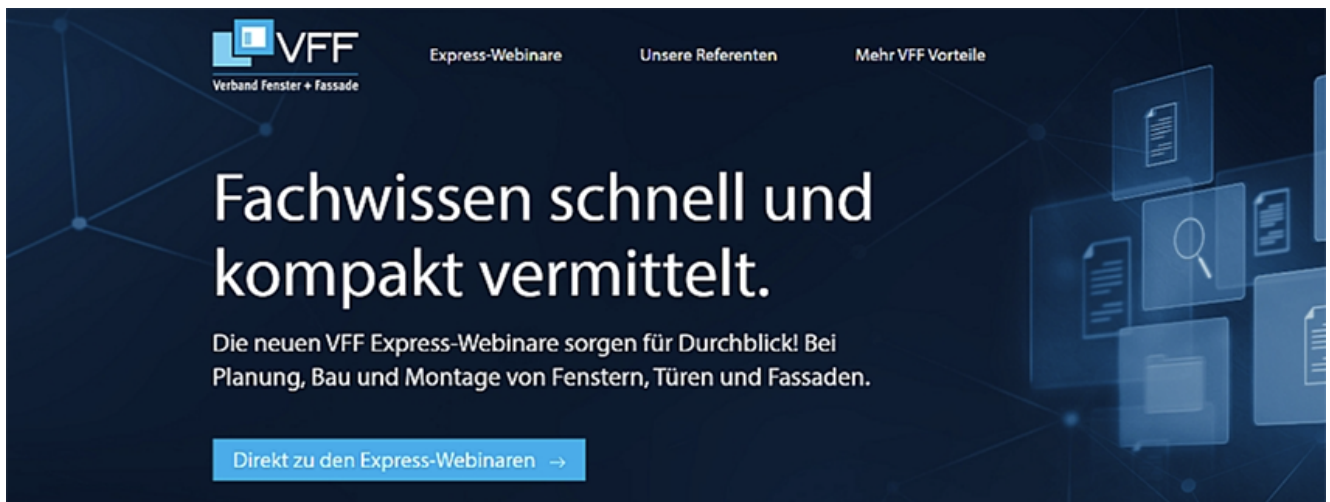 VFF
Verband Fenster + Fassade
Express-Webinare
Unsere Referenten
Mehr VFF Vorteile
Fachwissen schnell und
kompakt vermittelt.
Die neuen VFF Express-Webinare sorgen für Durchblick! Bei
Planung, Bau und Montage von Fenstern, Türen und Fassaden.
Direkt zu den Express-Webinaren →